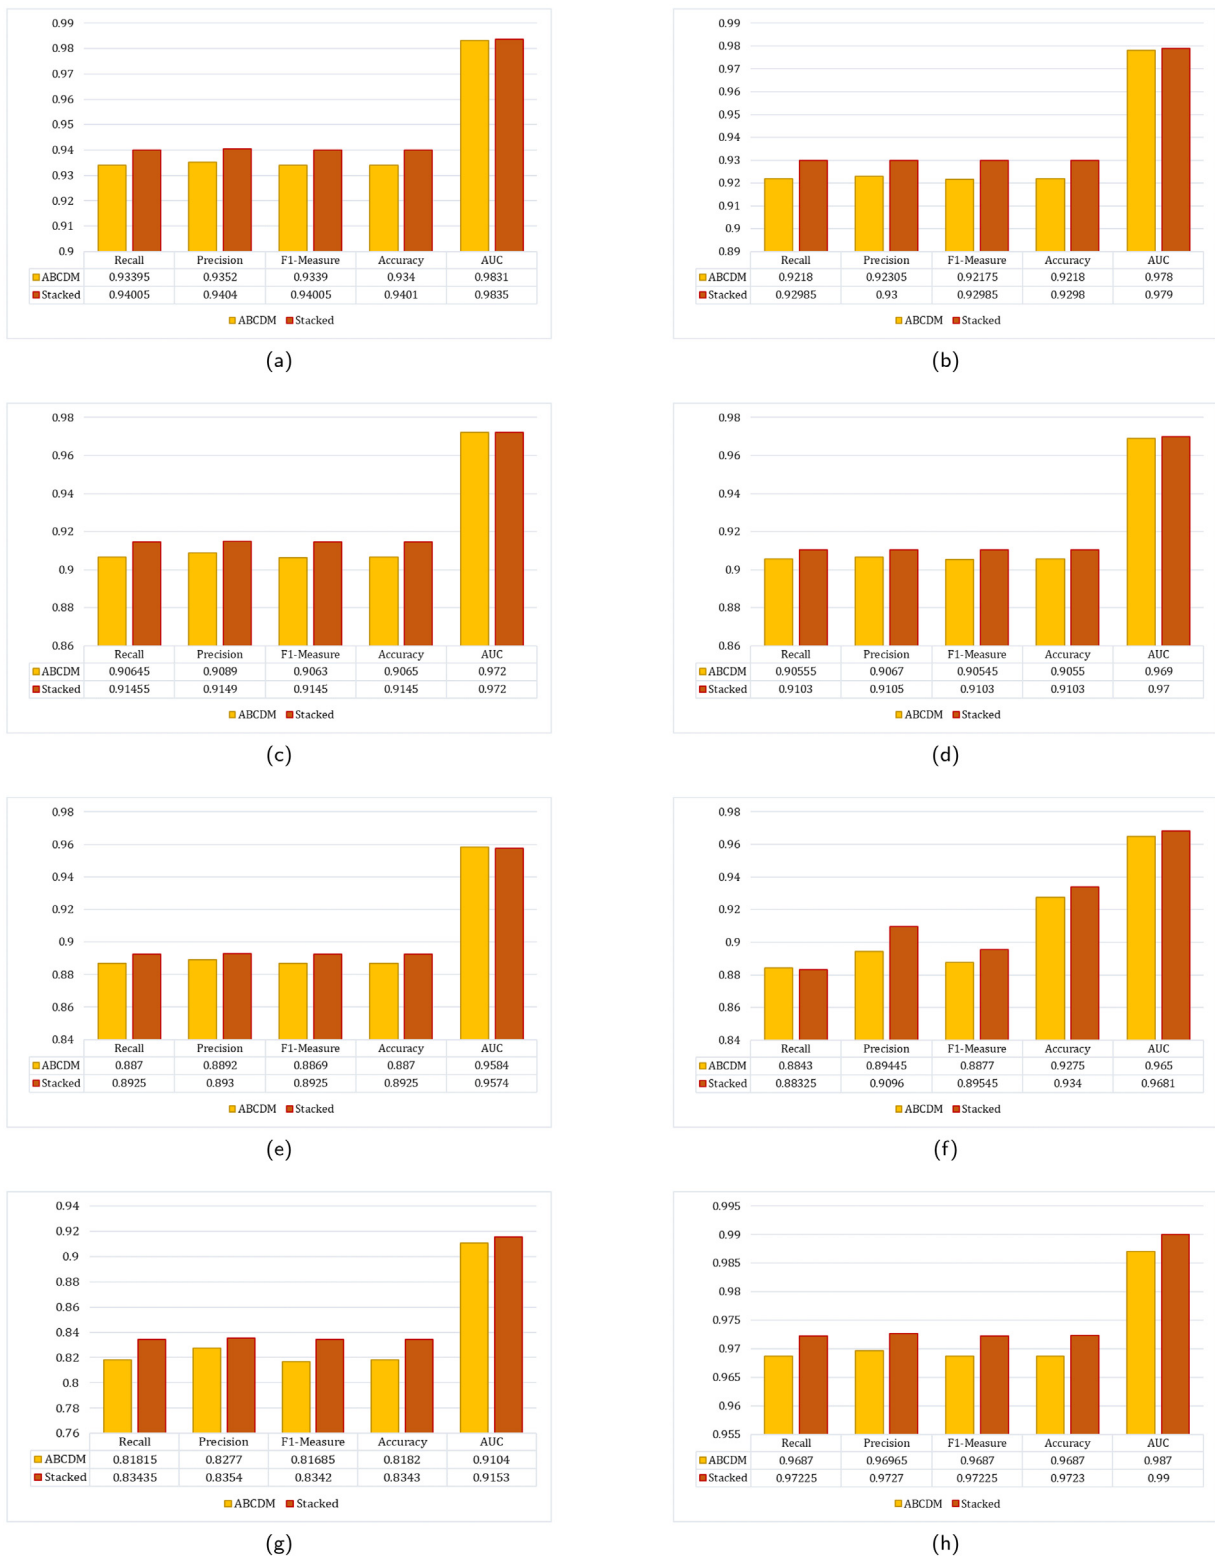 0.99
0.98
0.97
0.96
0.95
0.94
0.93
0.92
0.91
0.9
Recall Precision F1-Measure Accuracy AUC
ABCDM 0.93395 0.9352 0.9339 0.934 0.9831
Stacked 0.94005 0.9404 0.94005 0.9401 0.9835
ABCDM Stacked
(a)
0.99
0.98
0.97
0.96
0.95
0.94
0.93
0.92
0.91
0.9
0.89
Recall Precision F1-Measure Accuracy AUC
ABCDM 0.9218 0.92305 0.92175 0.9218 0.978
Stacked 0.92985 0.93 0.92985 0.9298 0.979
ABCDM Stacked
(b)
0.98
0.96
0.94
0.92
0.9
0.88
0.86
Recall Precision F1-Measure Accuracy AUC
ABCDM 0.90645 0.9089 0.9063 0.9065 0.972
Stacked 0.91455 0.9149 0.9145 0.9145 0.972
ABCDM Stacked
(c)
0.98
0.96
0.94
0.92
0.9
0.88
0.86
Recall Precision F1-Measure Accuracy AUC
ABCDM 0.90555 0.9067 0.90545 0.9055 0.969
Stacked 0.9103 0.9105 0.9103 0.9103 0.97
ABCDM Stacked
(d)
0.98
0.96
0.94
0.92
0.9
0.88
0.86
0.84
Recall Precision F1-Measure Accuracy AUC
ABCDM 0.887 0.8892 0.8869 0.887 0.9584
Stacked 0.8925 0.893 0.8925 0.8925 0.9574
ABCDM Stacked
(e)
0.98
0.96
0.94
0.92
0.9
0.88
0.86
0.84
Recall Precision F1-Measure Accuracy AUC
ABCDM 0.8843 0.89445 0.8877 0.9275 0.965
Stacked 0.88325 0.9096 0.89545 0.934 0.9681
ABCDM Stacked
(f)
0.94
0.92
0.9
0.88
0.86
0.84
0.82
0.8
0.78
0.76
Recall Precision F1-Measure Accuracy AUC
ABCDM 0.81815 0.8277 0.81685 0.8182 0.9104
Stacked 0.83435 0.8354 0.8342 0.8343 0.9153
ABCDM Stacked
(g)
0.995
0.99
0.985
0.98
0.975
0.97
0.965
0.96
0.955
Recall Precision F1-Measure Accuracy AUC
ABCDM 0.9687 0.96965 0.9687 0.9687 0.987
Stacked 0.97225 0.9727 0.97225 0.9723 0.99
ABCDM Stacked
(h)